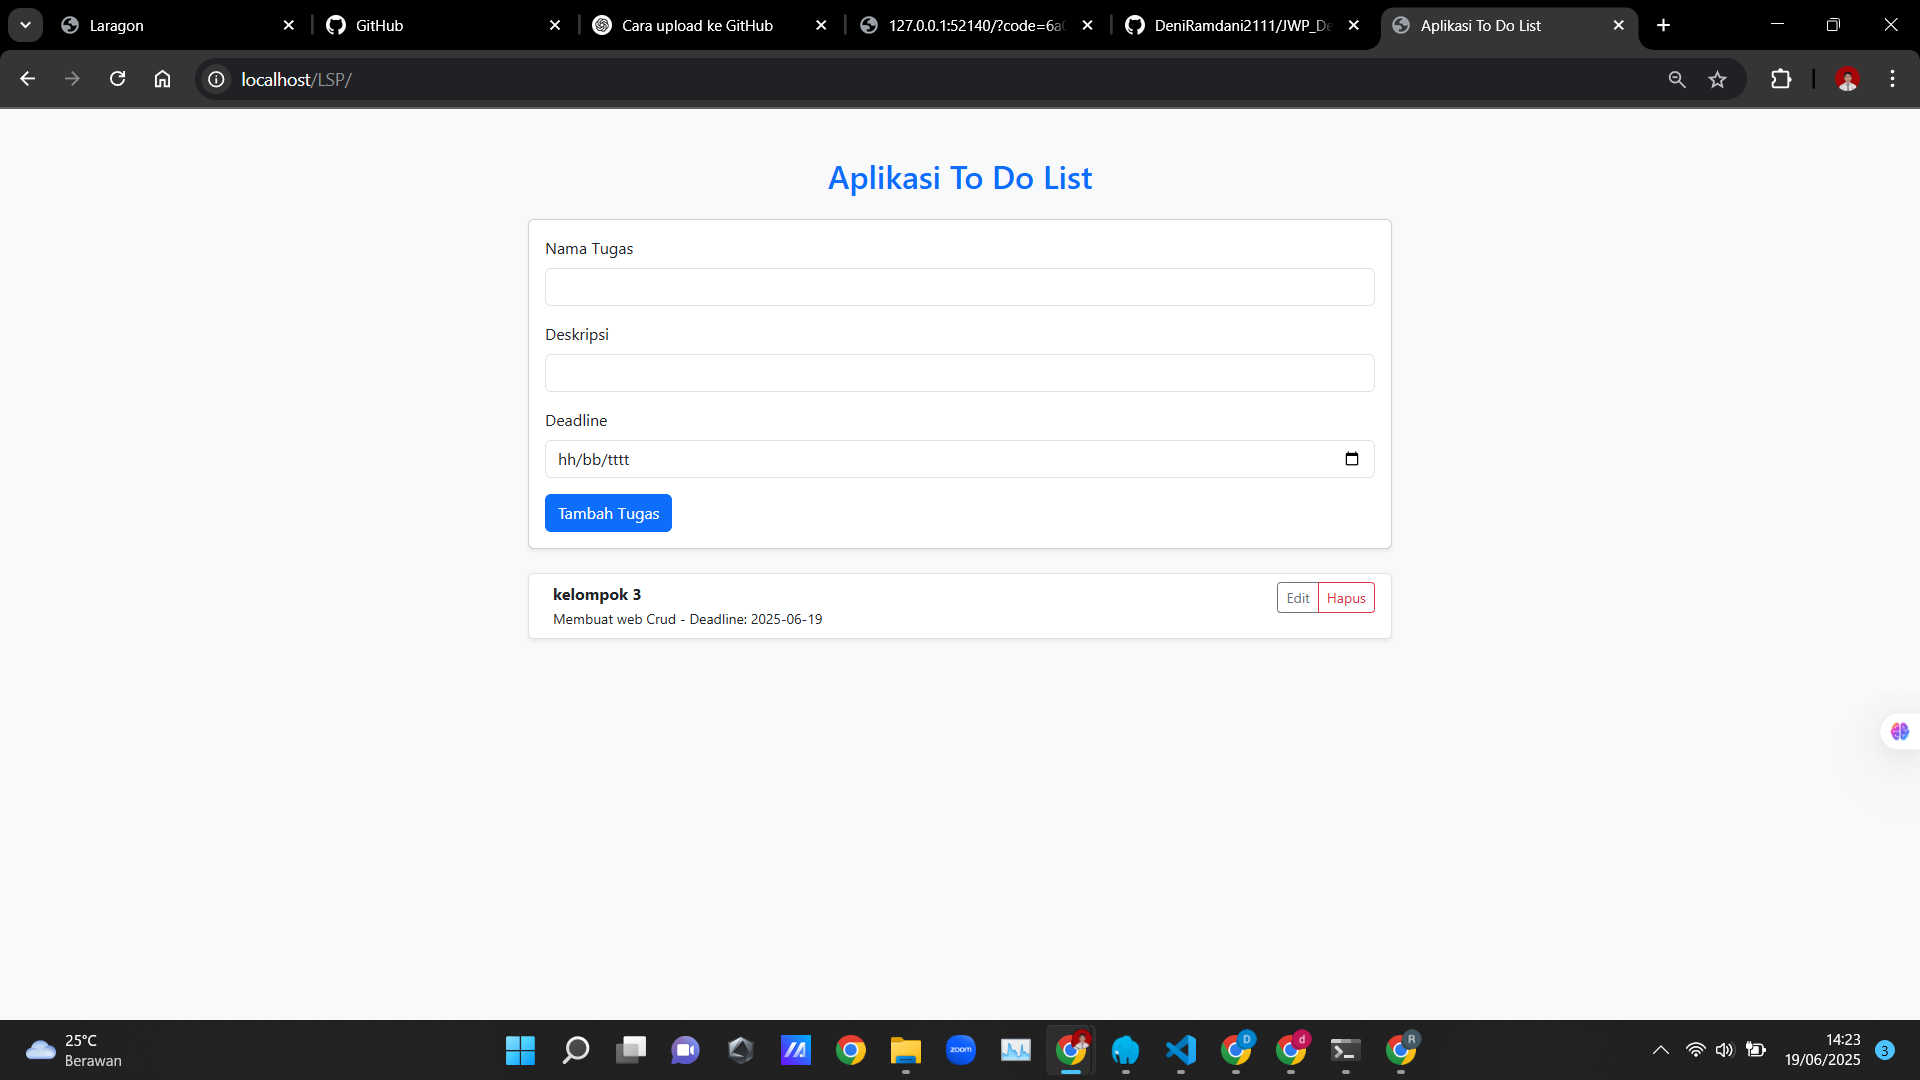 Laragon
GitHub
Cara upload ke GitHub
127.0.0.1:52140/?code=6a
DeniRamdani2111/JWP_De
Aplikasi To Do List
localhost/LSP/
Aplikasi To Do List
Nama Tugas
Deskripsi
Deadline
hh/bb/tttt
Tambah Tugas
kelompok 3
Edit
Hapus
Membuat web Crud - Deadline: 2025-06-19
25°C
Berawan
zoom
D
d
R
14:23
19/06/2025
3